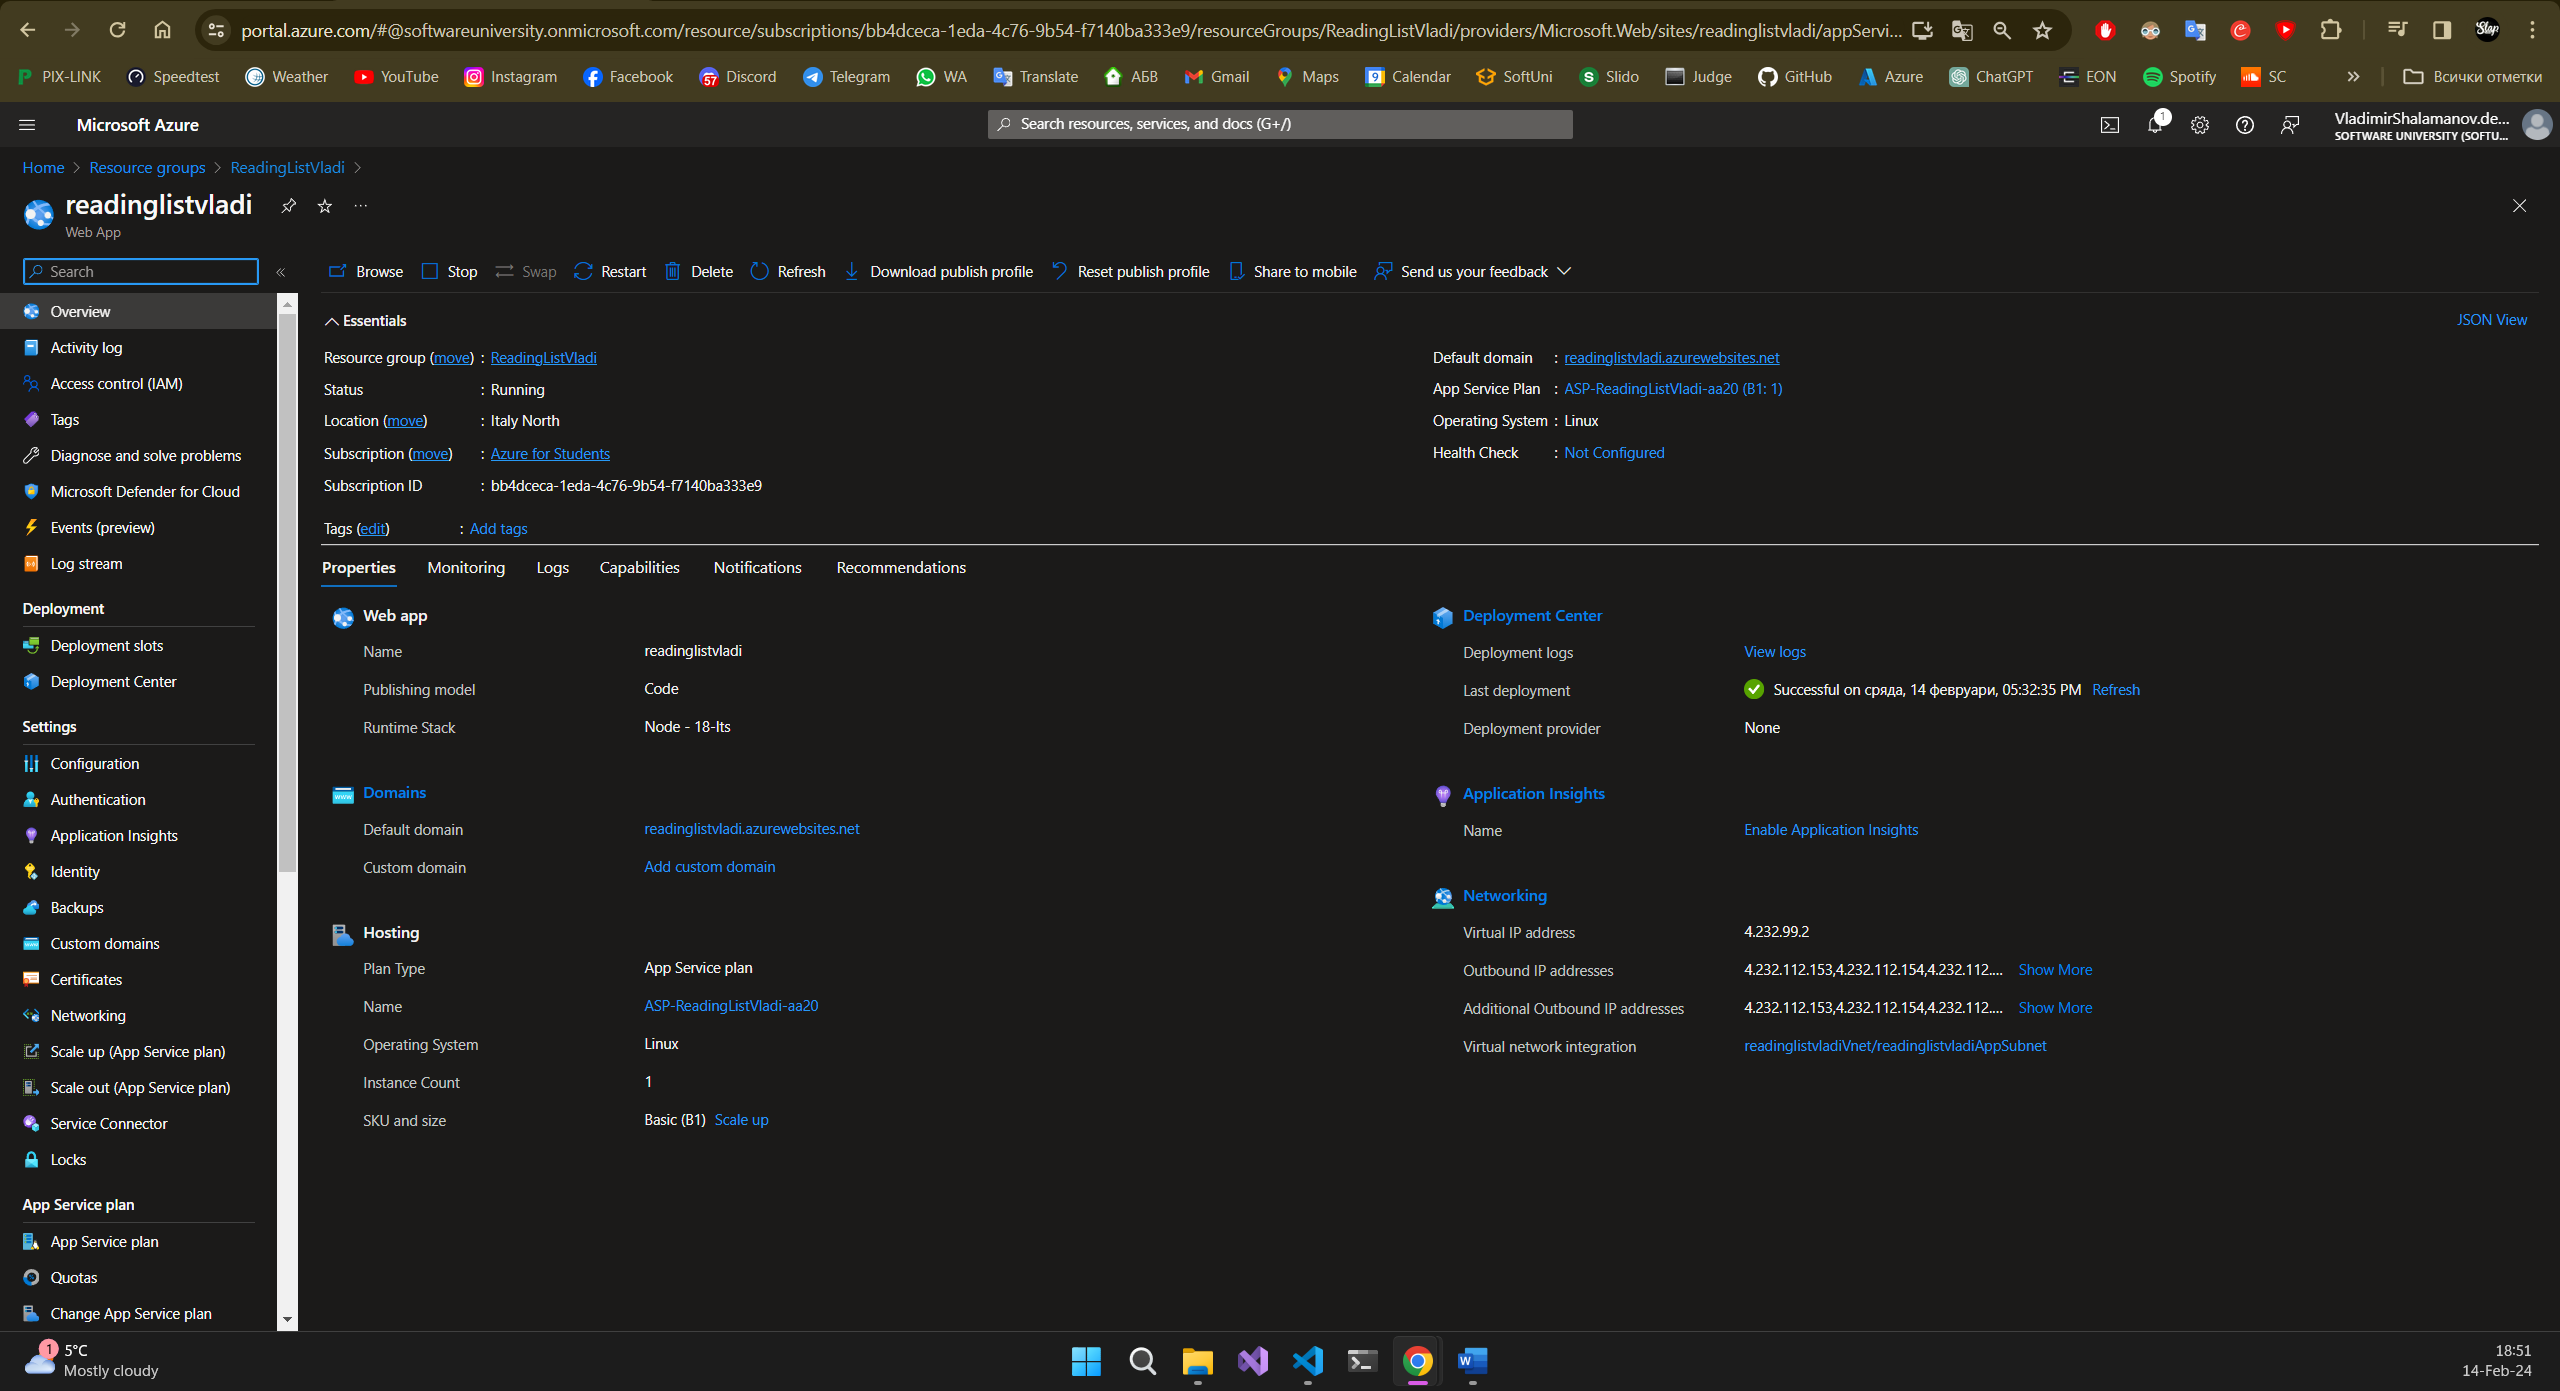 portal.azure.com/#@softwareuniversity.onmicrosoft.com/resource/subscriptions/bb4dceca-1eda-4c76-9b54-f7140ba333e9/resourceGroups/ReadingListVladi/providers/Microsoft.Web/sites/readinglistvladi/appServi...
PIX-LINK Speedtest Weather YouTube Instagram Facebook Discord Telegram WA Translate АБВ Gmail Maps Calendar SoftUni Slido Judge GitHub Azure ChatGPT EON Spotify SC » Всички отметки
Microsoft Azure
Search resources, services, and docs (G+/)
1
VladimirShalamanov.de...
SOFTWARE UNIVERSITY (SOFTU...
Home > Resource groups > ReadingListVladi >
readinglistvladi
Web App
Search
«
Browse Stop Swap Restart Delete Refresh Download publish profile Reset publish profile Share to mobile Send us your feedback
Overview
Activity log
Access control (IAM)
Tags
Diagnose and solve problems
Microsoft Defender for Cloud
Events (preview)
Log stream
Deployment
Deployment slots
Deployment Center
Settings
Configuration
Authentication
Application Insights
Identity
Backups
Custom domains
Certificates
Networking
Scale up (App Service plan)
Scale out (App Service plan)
Service Connector
Locks
App Service plan
App Service plan
Quotas
Change App Service plan
Essentials
JSON View
Resource group (move) : ReadingListVladi
Status : Running
Location (move) : Italy North
Subscription (move) : Azure for Students
Subscription ID : bb4dceca-1eda-4c76-9b54-f7140ba333e9
Default domain : readinglistvladi.azurewebsites.net
App Service Plan : ASP-ReadingListVladi-aa20 (B1: 1)
Operating System : Linux
Health Check : Not Configured
Tags (edit) : Add tags
Properties Monitoring Logs Capabilities Notifications Recommendations
Web app
Name readinglistvladi
Publishing model Code
Runtime Stack Node - 18-lts
Domains
Default domain readinglistvladi.azurewebsites.net
Custom domain Add custom domain
Hosting
Plan Type App Service plan
Name ASP-ReadingListVladi-aa20
Operating System Linux
Instance Count 1
SKU and size Basic (B1) Scale up
Deployment Center
Deployment logs View logs
Last deployment Successful on сряда, 14 февруари, 05:32:35 PM Refresh
Deployment provider None
Application Insights
Name Enable Application Insights
Networking
Virtual IP address 4.232.99.2
Outbound IP addresses 4.232.112.153,4.232.112.154,4.232.112.... Show More
Additional Outbound IP addresses 4.232.112.153,4.232.112.154,4.232.112.... Show More
Virtual network integration readinglistvladiVnet/readinglistvladiAppSubnet
1
5°C
Mostly cloudy
18:51
14-Feb-24